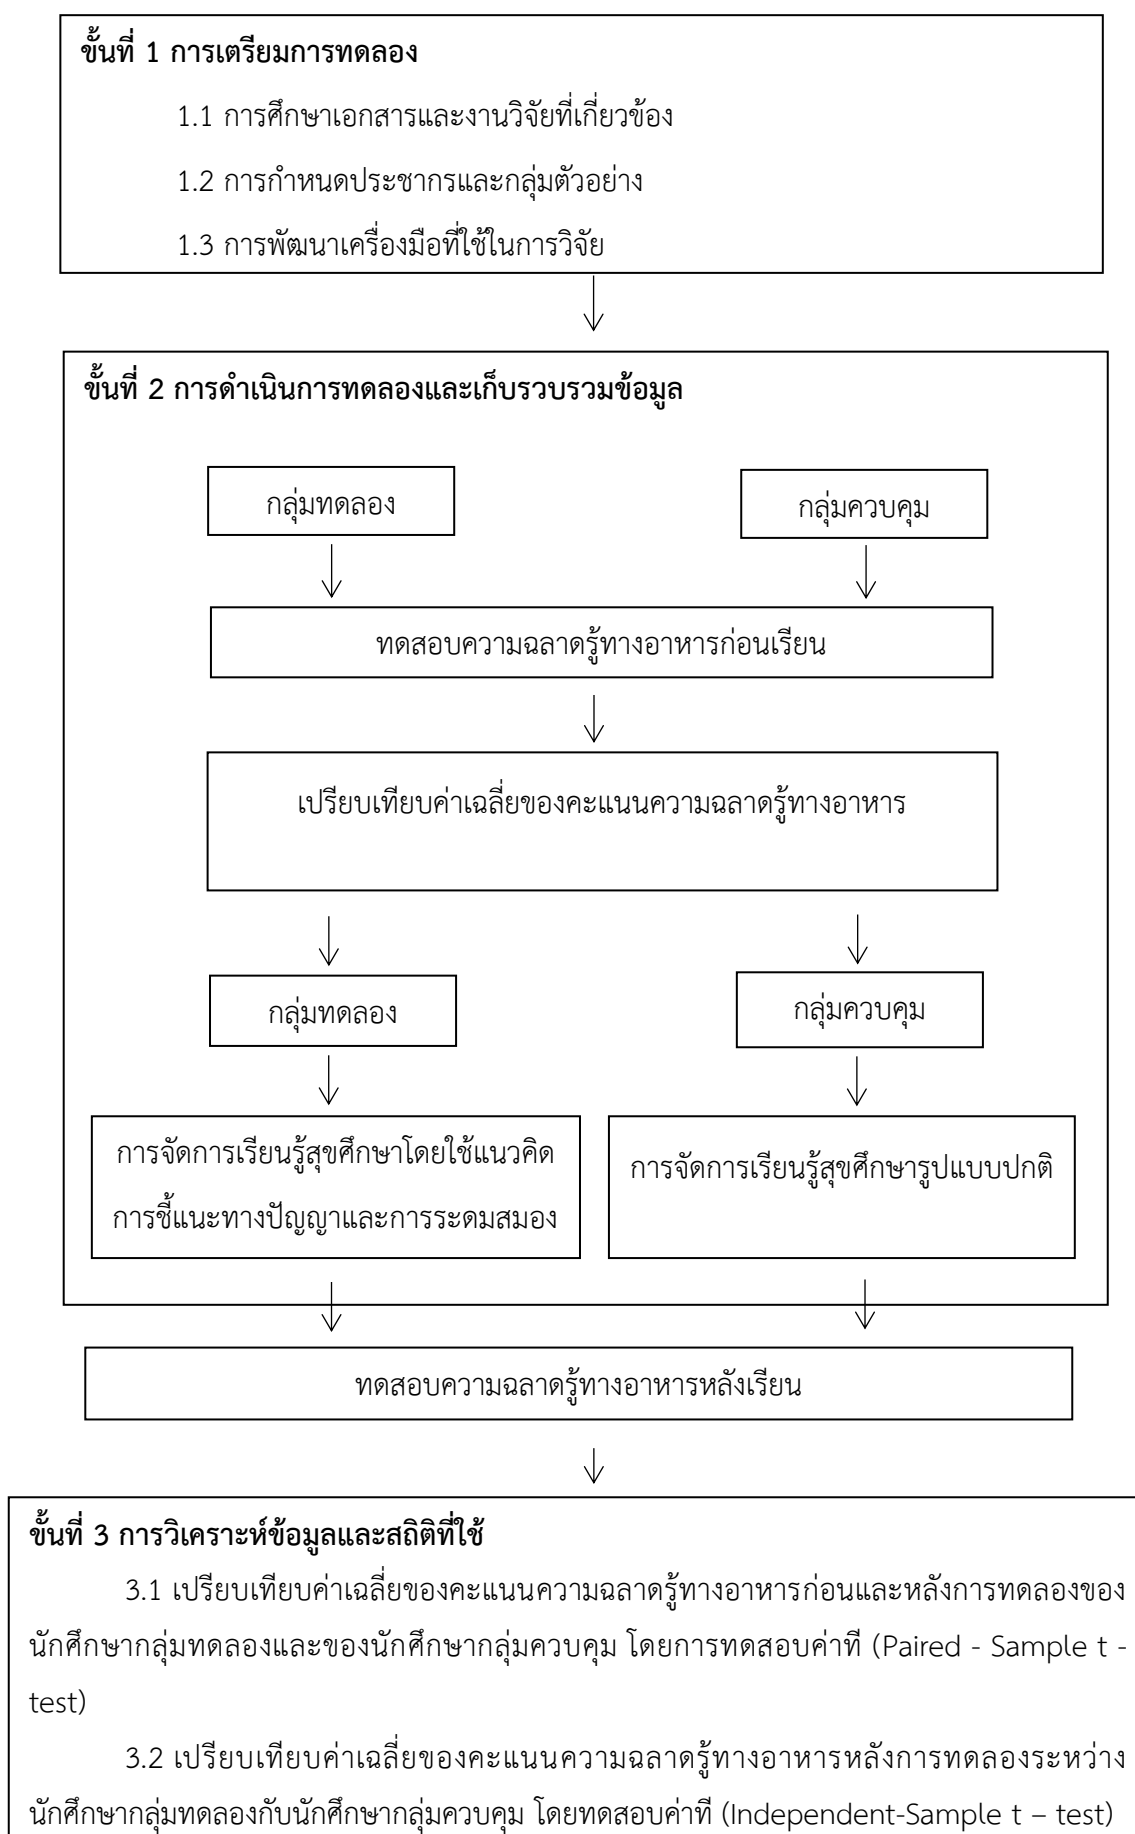 ขั้นที่ 1 การเตรียมการทดลอง
1.1 การศึกษาเอกสารและงานวิจัยที่เกี่ยวข้อง
1.2 การกำหนดประชากรและกลุ่มตัวอย่าง
1.3 การพัฒนาเครื่องมือที่ใช้ในการวิจัย
ขั้นที่ 2 การดำเนินการทดลองและเก็บรวบรวมข้อมูล
กลุ่มทดลอง
กลุ่มควบคุม
ทดสอบความฉลาดรู้ทางอาหารก่อนเรียน
เปรียบเทียบค่าเฉลี่ยของคะแนนความฉลาดรู้ทางอาหาร
กลุ่มทดลอง
กลุ่มควบคุม
การจัดการเรียนรู้สุขศึกษาโดยใช้แนวคิด
การชี้แนะทางปัญญาและการระดมสมอง
การจัดการเรียนรู้สุขศึกษารูปแบบปกติ
ทดสอบความฉลาดรู้ทางอาหารหลังเรียน
ขั้นที่ 3 การวิเคราะห์ข้อมูลและสถิติที่ใช้
3.1 เปรียบเทียบค่าเฉลี่ยของคะแนนความฉลาดรู้ทางอาหารก่อนและหลังการทดลองของ
นักศึกษากลุ่มทดลองและของนักศึกษากลุ่มควบคุม โดยการทดสอบค่าที (Paired - Sample t -
test)
3.2 เปรียบเทียบค่าเฉลี่ยของคะแนนความฉลาดรู้ทางอาหารหลังการทดลองระหว่าง
นักศึกษากลุ่มทดลองกับนักศึกษากลุ่มควบคุม โดยทดสอบค่าที (Independent-Sample t – test)